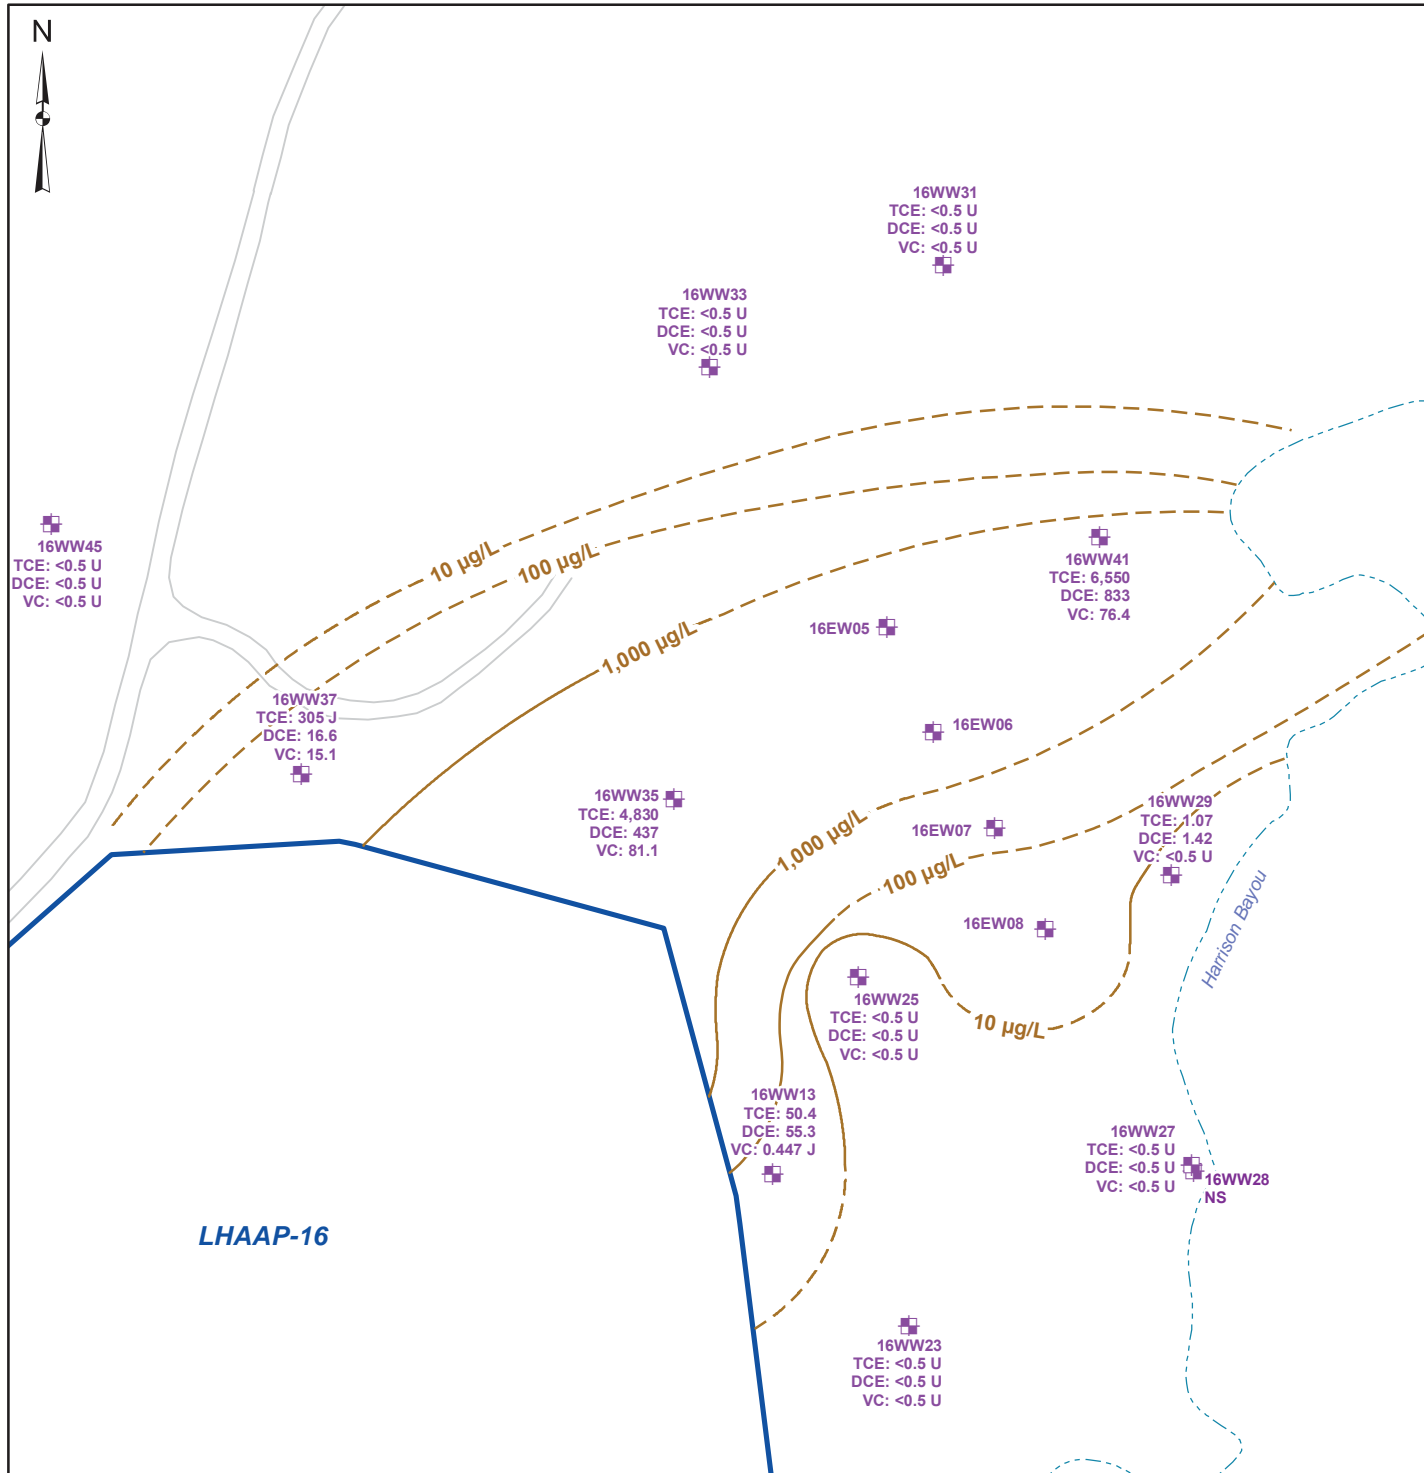 N
16WW31
TCE: <0.5 U
DCE: <0.5 U
VC: <0.5 U
16WW33
TCE: <0.5 U
DCE: <0.5 U
VC: <0.5 U
16WW45
TCE: <0.5 U
DCE: <0.5 U
VC: <0.5 U
10 µg/L
100 µg/L
1,000 µg/L
16WW41
TCE: 6,550
DCE: 833
VC: 76.4
16EW05
16WW37
TCE: 305 J
DCE: 16.6
VC: 15.1
16EW06
16WW35
TCE: 4,830
DCE: 437
VC: 81.1
1,000 µg/L
16EW07
16WW29
TCE: 1.07
DCE: 1.42
VC: <0.5 U
100 µg/L
16EW08
Harrison Bayou
16WW25
TCE: <0.5 U
DCE: <0.5 U
VC: <0.5 U
10 µg/L
16WW13
TCE: 50.4
DCE: 55.3
VC: 0.447 J
16WW27
TCE: <0.5 U
DCE: <0.5 U
VC: <0.5 U
16WW28
NS
LHAAP-16
16WW23
TCE: <0.5 U
DCE: <0.5 U
VC: <0.5 U